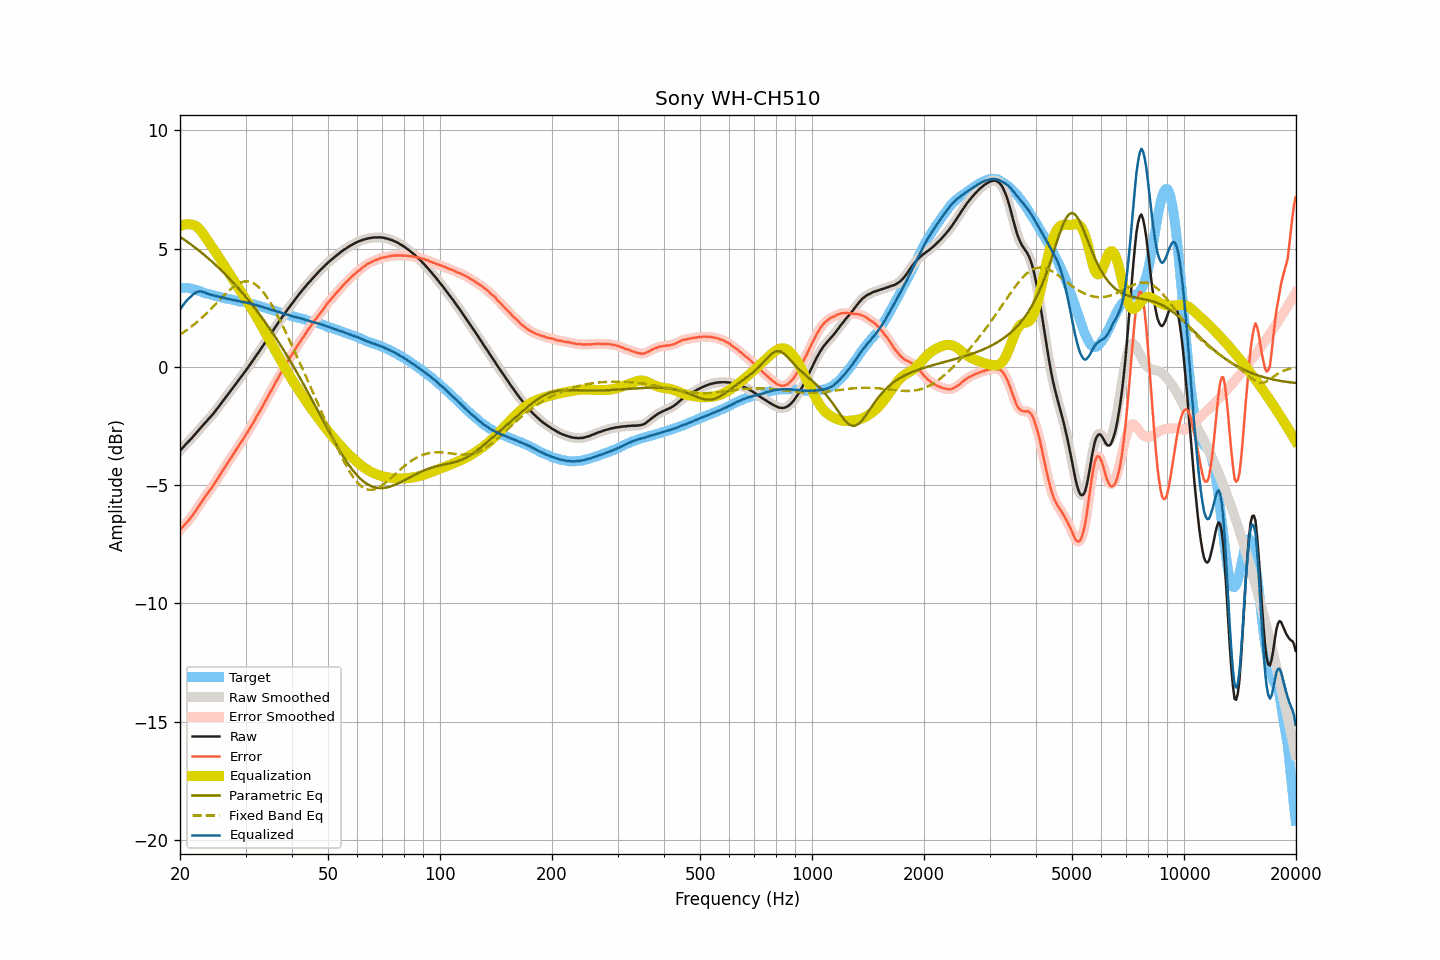 Sony WH-CH510
Amplitude (dBr)
10
5
0
−5
−10
−15
−20
Target
Raw Smoothed
Error Smoothed
Raw
Error
Equalization
Parametric Eq
Fixed Band Eq
Equalized
20 50 100 200 500 1000 2000 5000 10000 20000
Frequency (Hz)